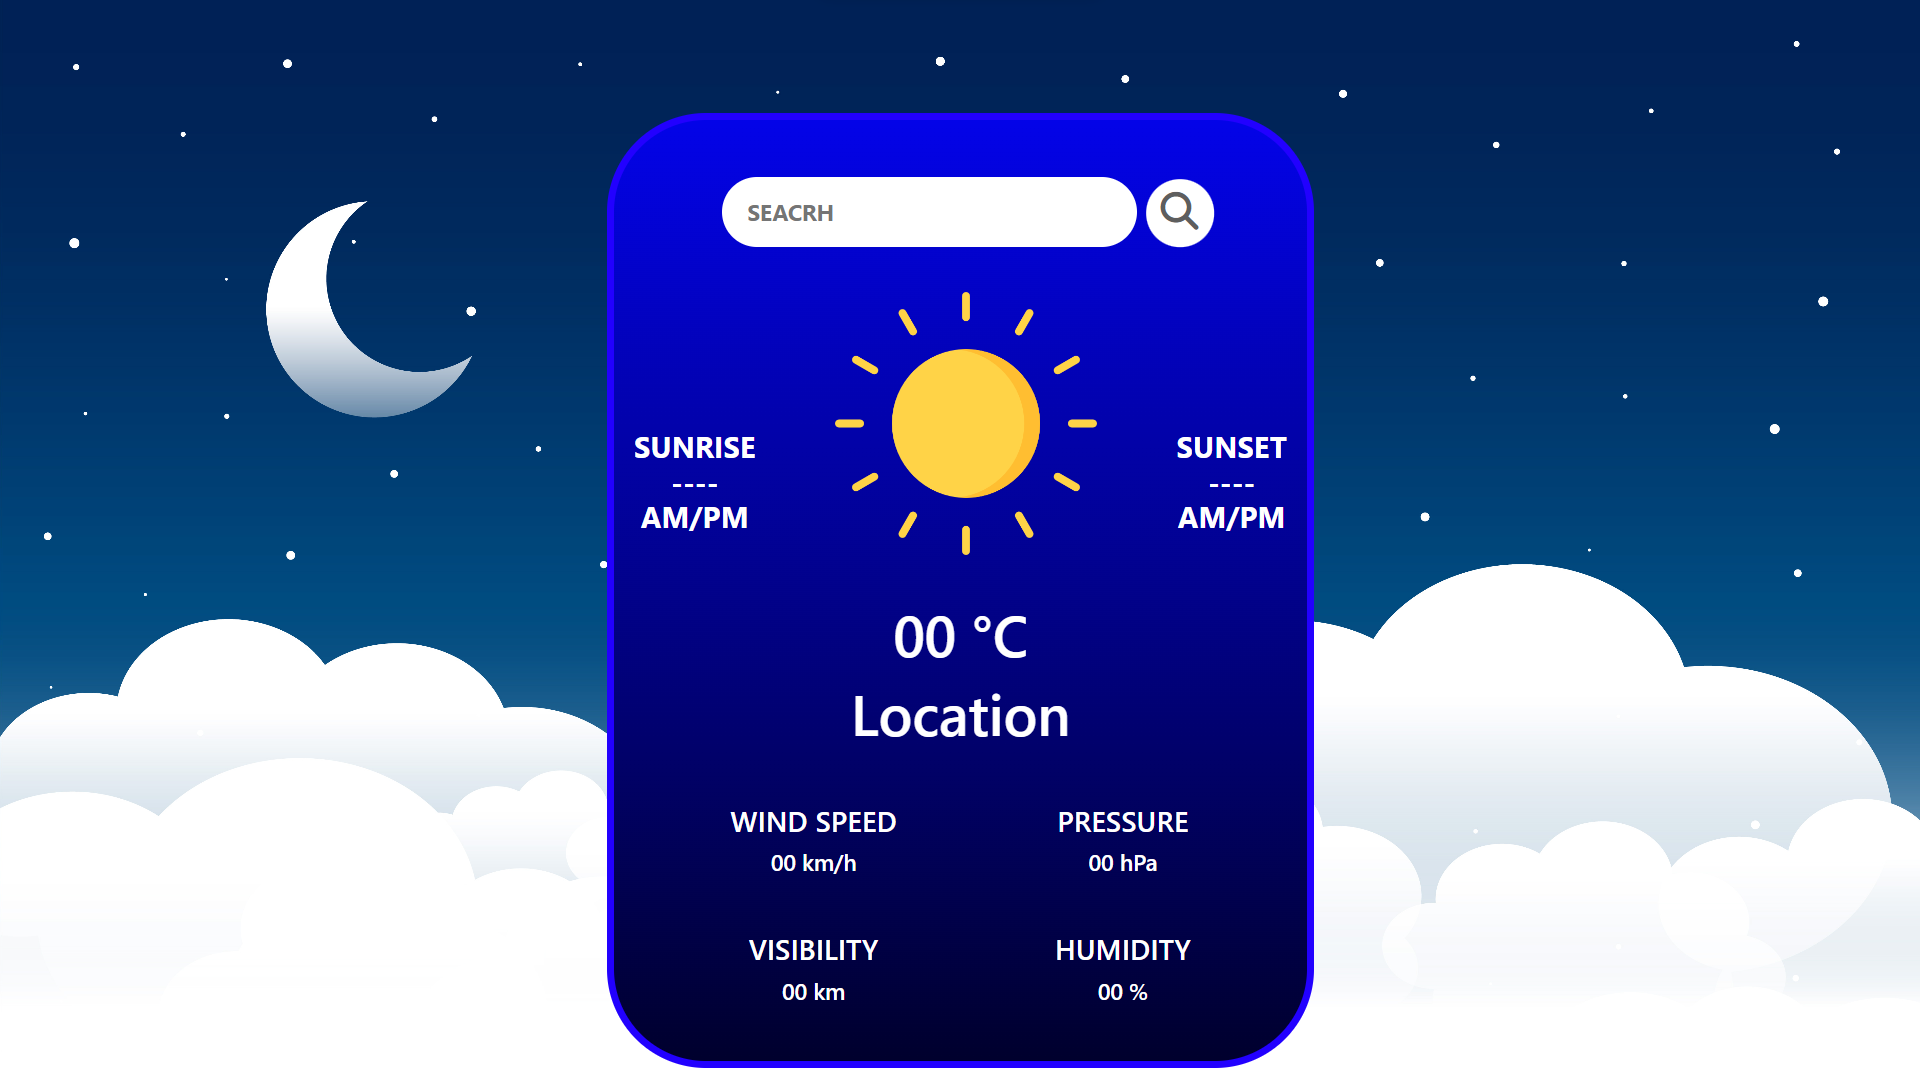 SEACRH
SUNRISE
----
AM/PM
SUNSET
----
AM/PM
00 °C
Location
WIND SPEED
00 km/h
PRESSURE
00 hPa
VISIBILITY
00 km
HUMIDITY
00 %